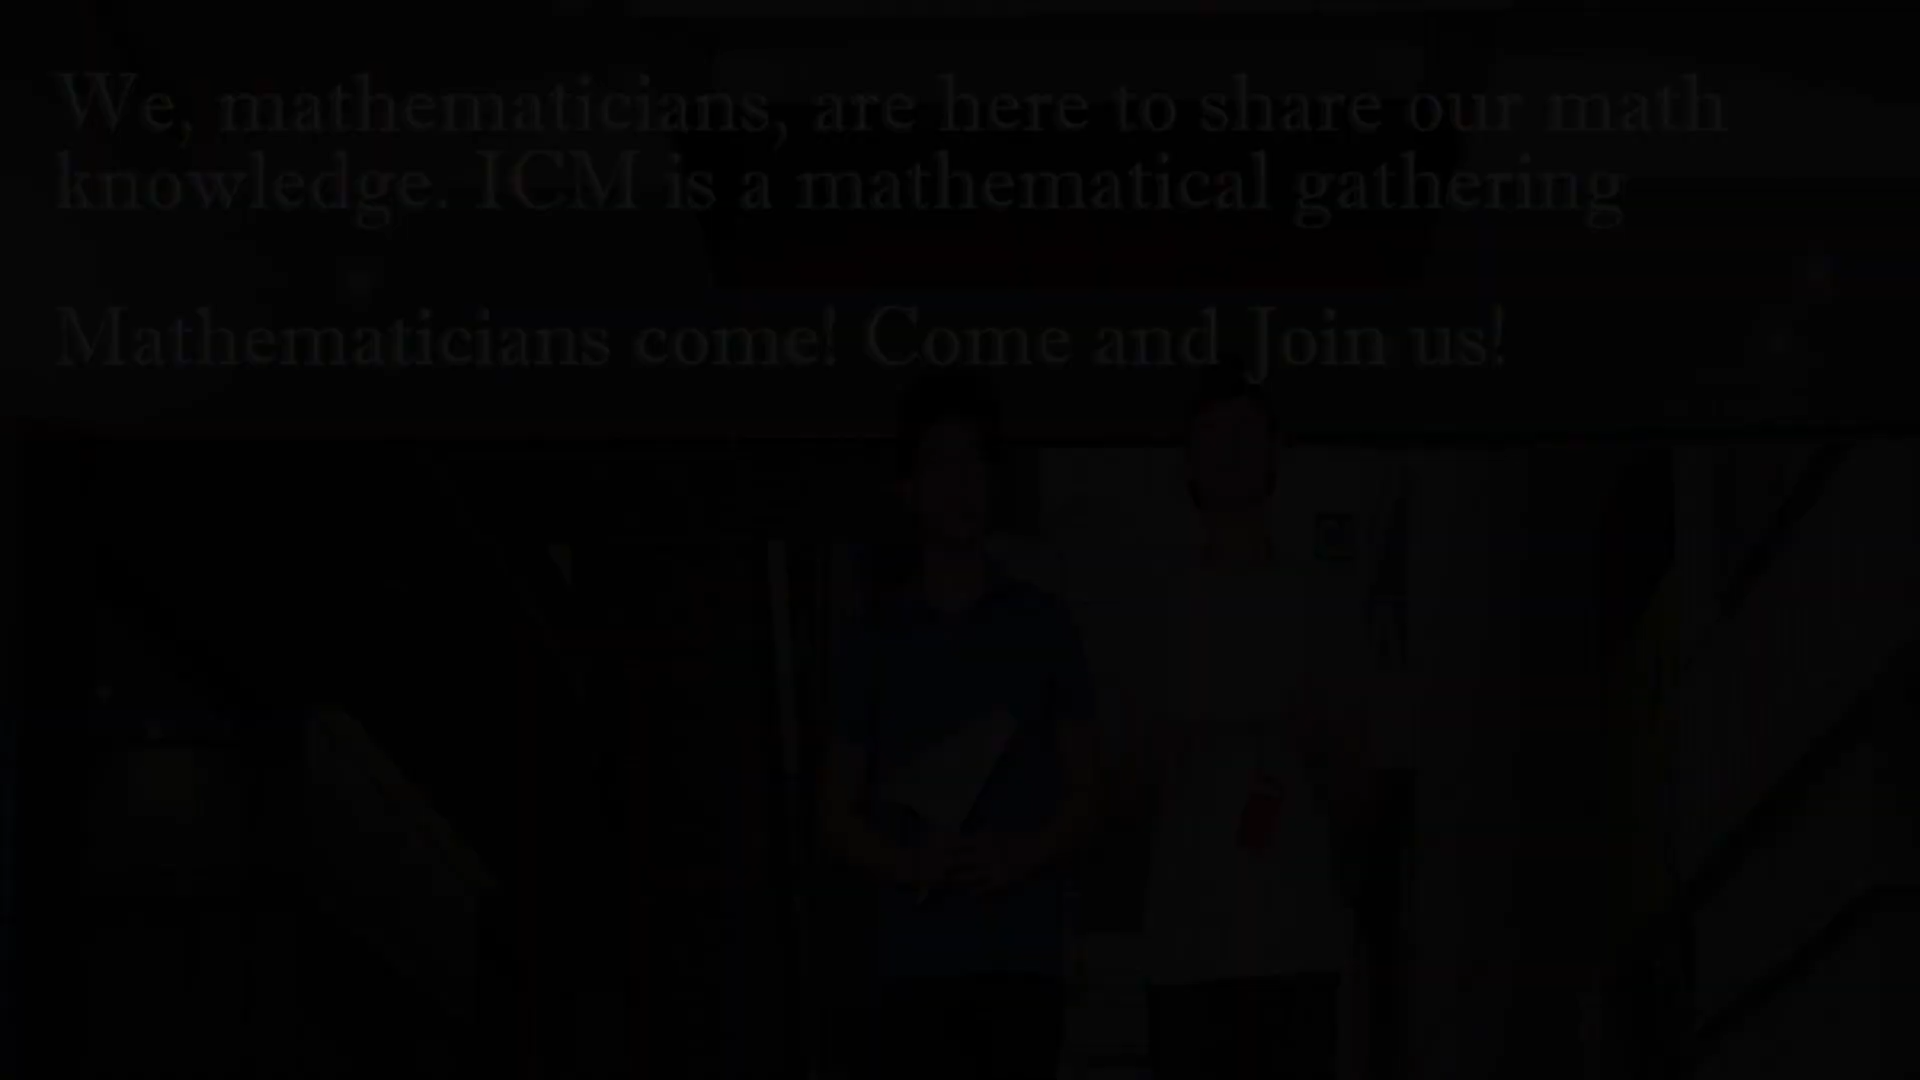 We, mathematicians, are here to share our math
knowledge. ICM is a mathematical gathering
Mathematicians come! Come and Join us!